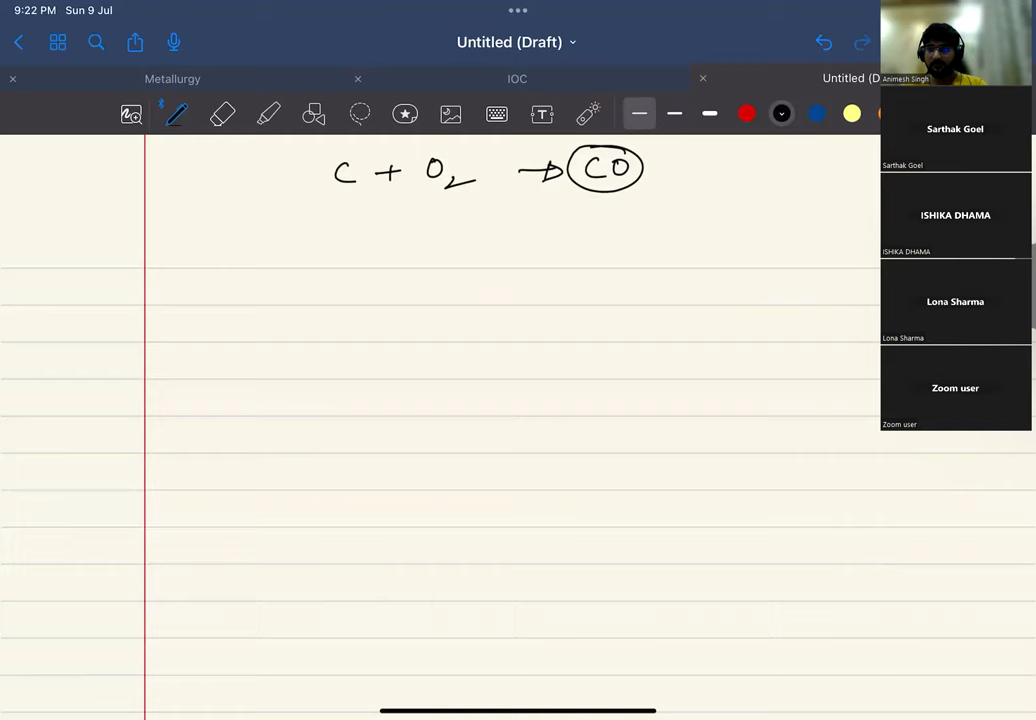 9:22 PM Sun 9 Jul
Untitled (Draft)
Metallurgy
IOC
Untitled (D
C + O₂ → CO
Animesh Singh
Sarthak Goel
Sarthak Goel
ISHIKA DHAMA
ISHIKA DHAMA
Lona Sharma
Lona Sharma
Zoom user
Zoom user